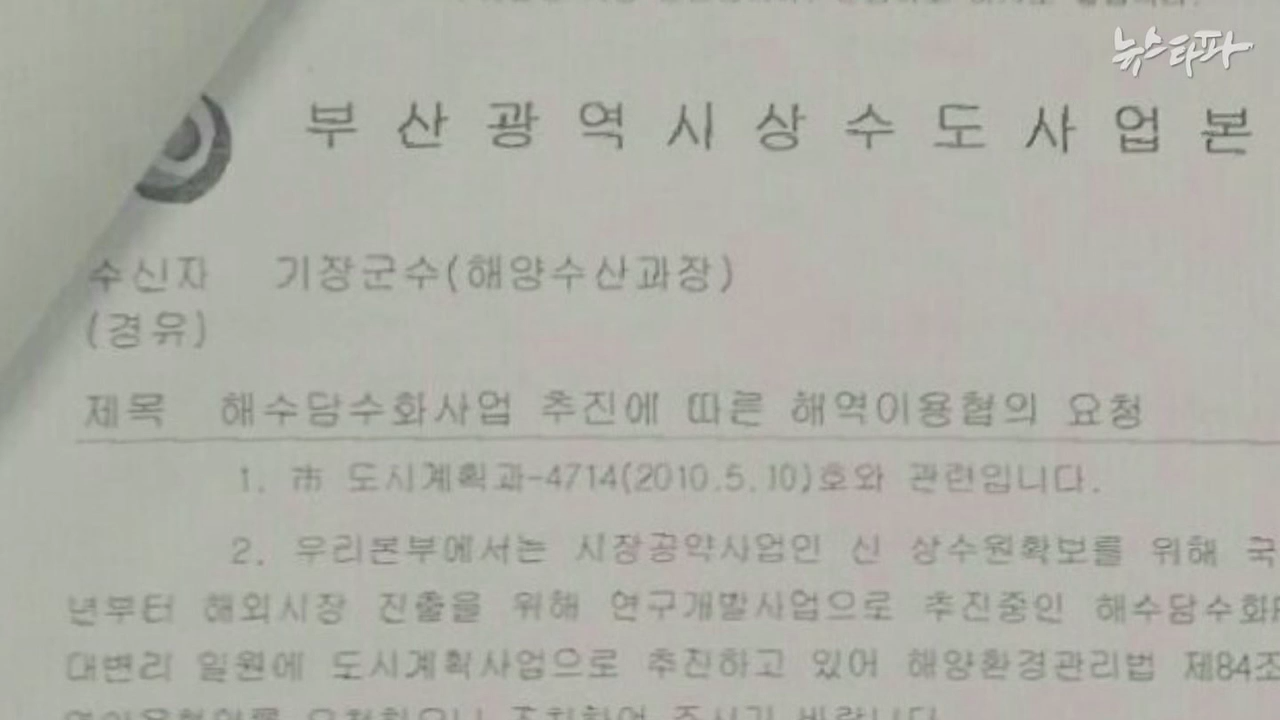 뉴스타파
부산광역시상수도사업본
수신자 기장군수(해양수산과장)
(경유)
제목 해수담수화사업 추진에 따른 해역이용협의 요청
1. 市 도시계획과-4714(2010.5.10)호와 관련입니다.
2. 우리본부에서는 시장공약사업인 신 상수원확보를 위해 국
년부터 해외시장 진출을 위해 연구개발사업으로 추진중인 해수담수화
대변리 일원에 도시계획사업으로 추진하고 있어 해양환경관리법 제84조
바랍니다.